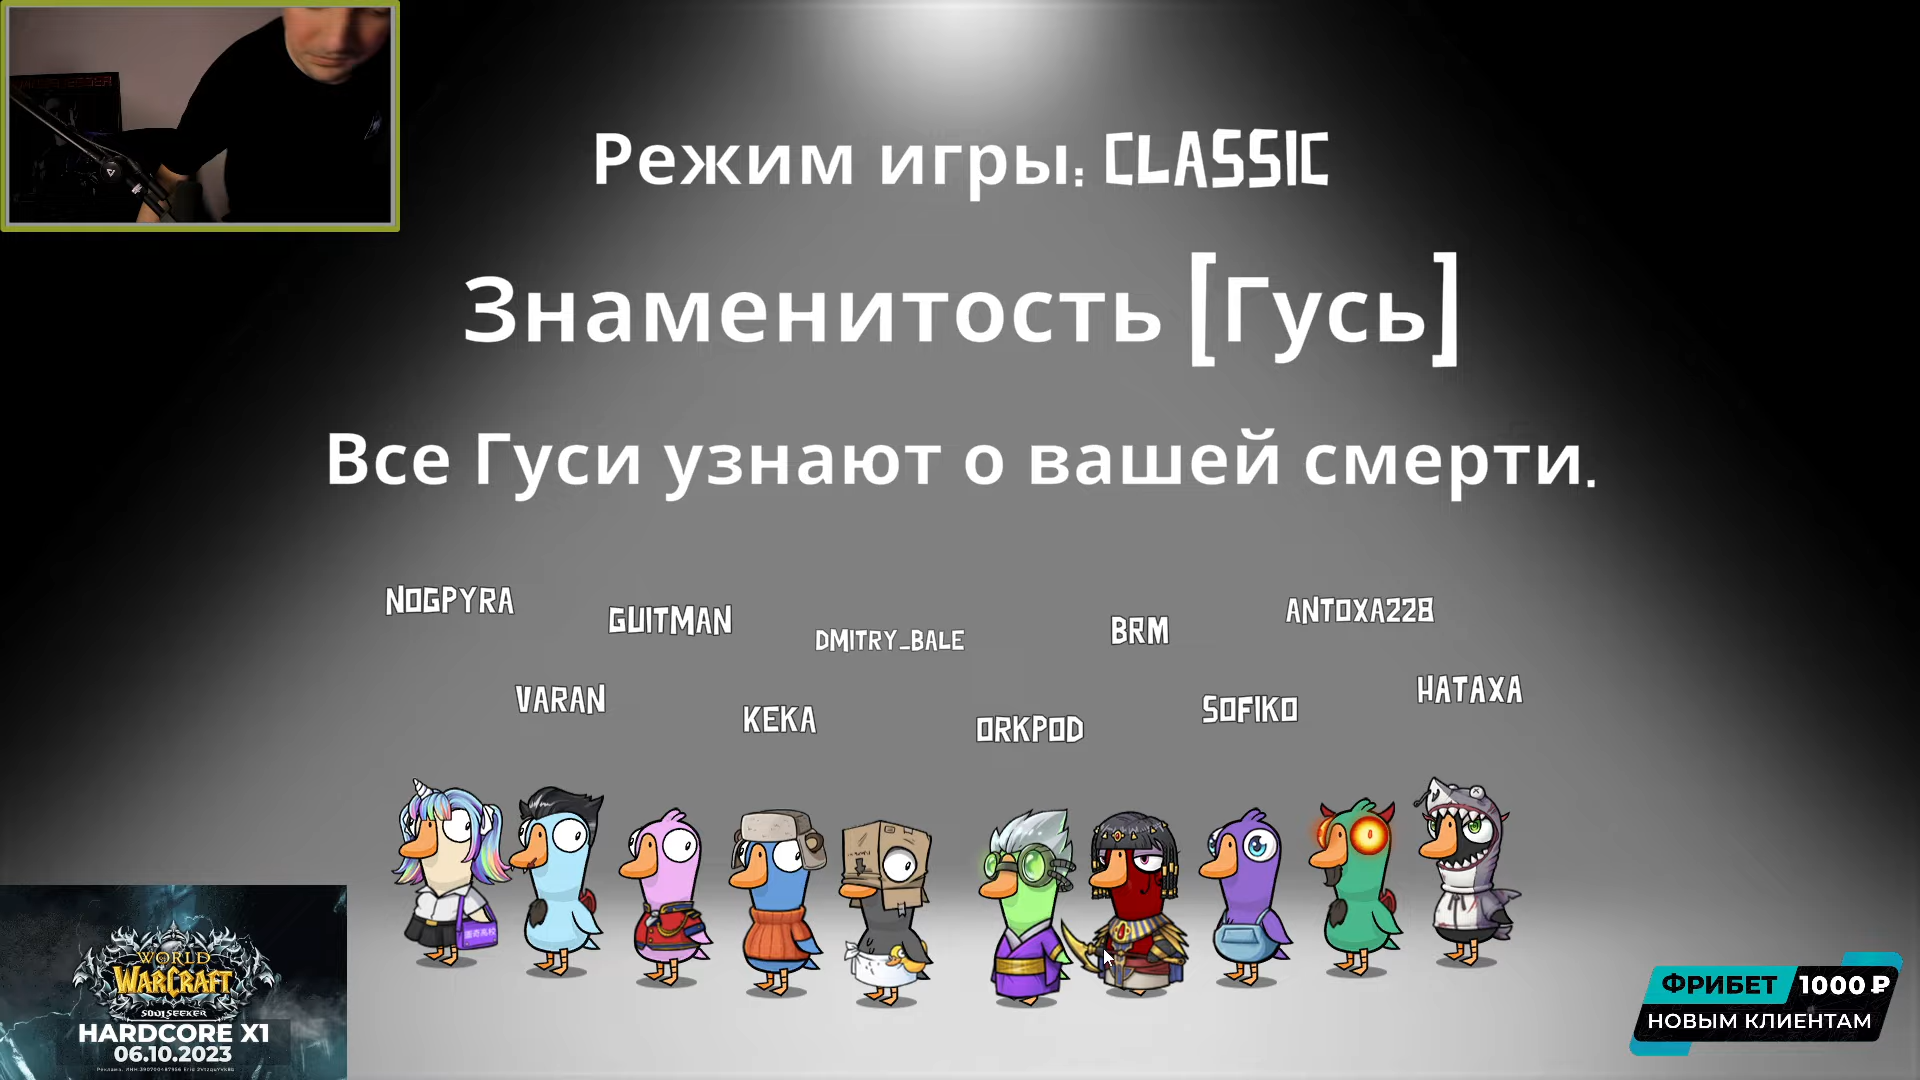 Режим игры: CLASSIC
Знаменитость [Гусь]
Все Гуси узнают о вашей смерти.
NOGPYRA
GUITMAN
DMITRY_BALE
BRM
ANTOXA228
VARAN
KEKA
ORKPOD
SOFIKO
HATAXA
WORLD
WARCRAFT
SOULSEEKER
HARDCORE X1
06.10.2023
ФРИБЕТ 1000 ₽
НОВЫМ КЛИЕНТАМ